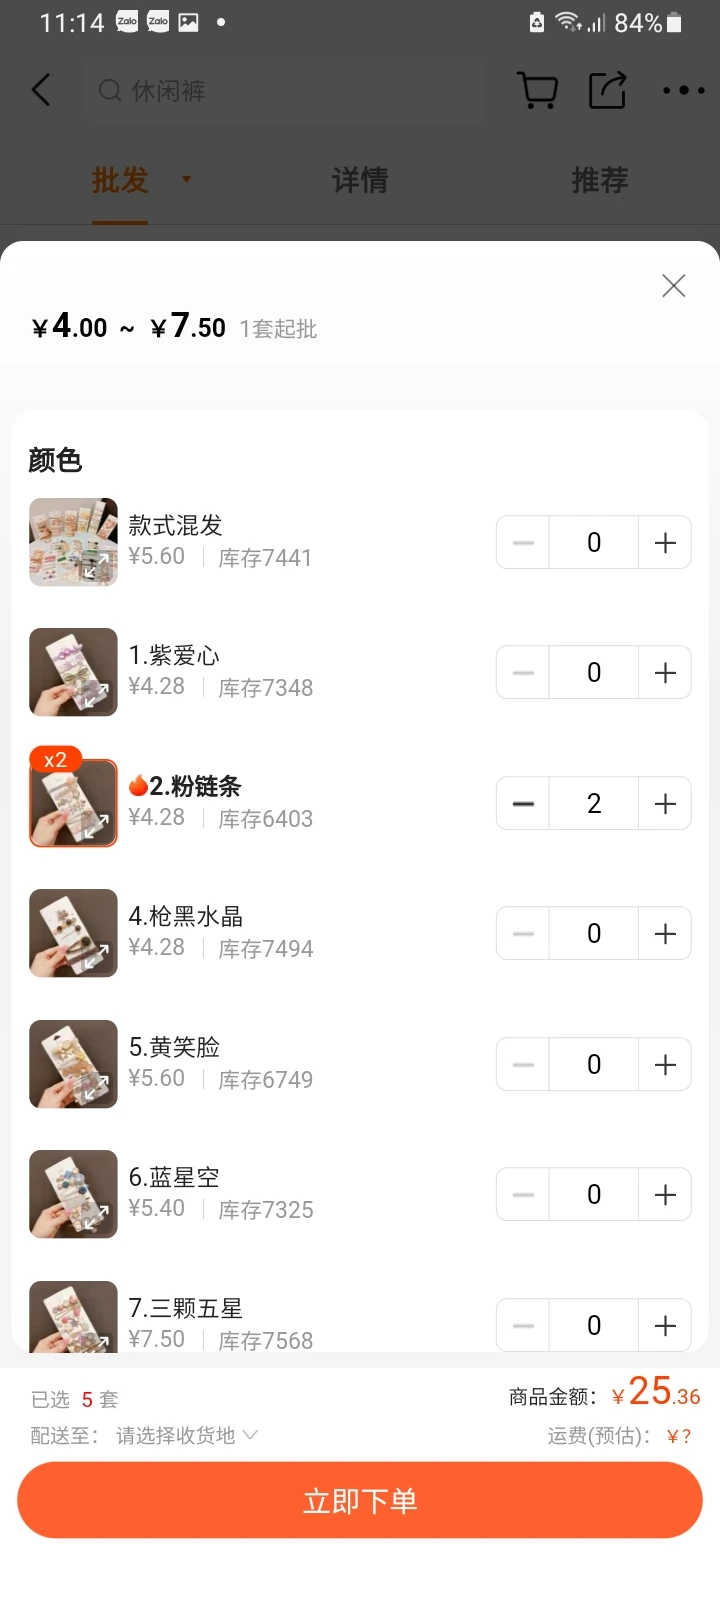 11:14 Zalo Zalo 84%
休闲裤
批发 详情 推荐
¥4.00 ~ ¥7.50 1套起批
颜色
款式混发
¥5.60 库存7441
0
1.紫爱心
¥4.28 库存7348
0
x2
2.粉链条
¥4.28 库存6403
2
4.枪黑水晶
¥4.28 库存7494
0
5.黄笑脸
¥5.60 库存6749
0
6.蓝星空
¥5.40 库存7325
0
7.三颗五星
¥7.50 库存7568
0
已选 5 套 商品金额: ¥25.36
配送至: 请选择收货地 运费(预估): ¥?
立即下单